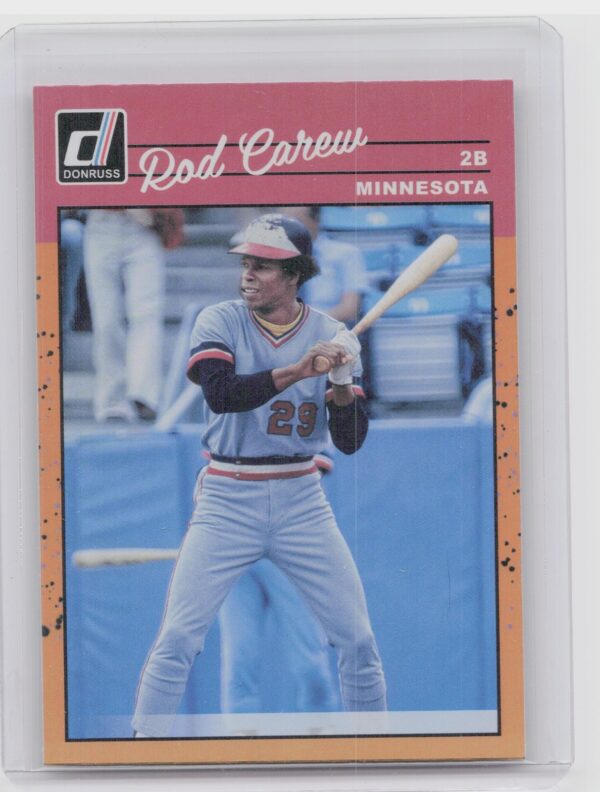 d
DONRUSS
Rod Carew
2B
MINNESOTA
29